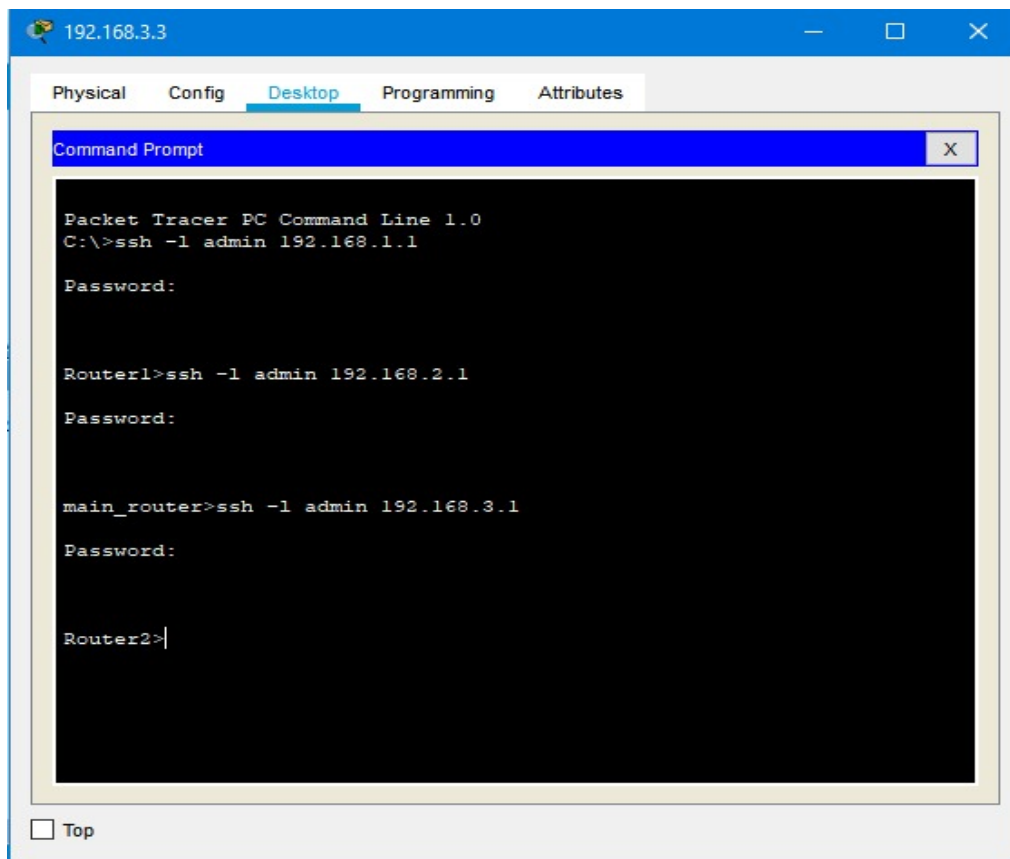 192.168.3.3
Physical Config Desktop Programming Attributes
Command Prompt X
Packet Tracer PC Command Line 1.0
C:\>ssh -l admin 192.168.1.1
Password:
Router1>ssh -l admin 192.168.2.1
Password:
main_router>ssh -l admin 192.168.3.1
Password:
Router2>
Top